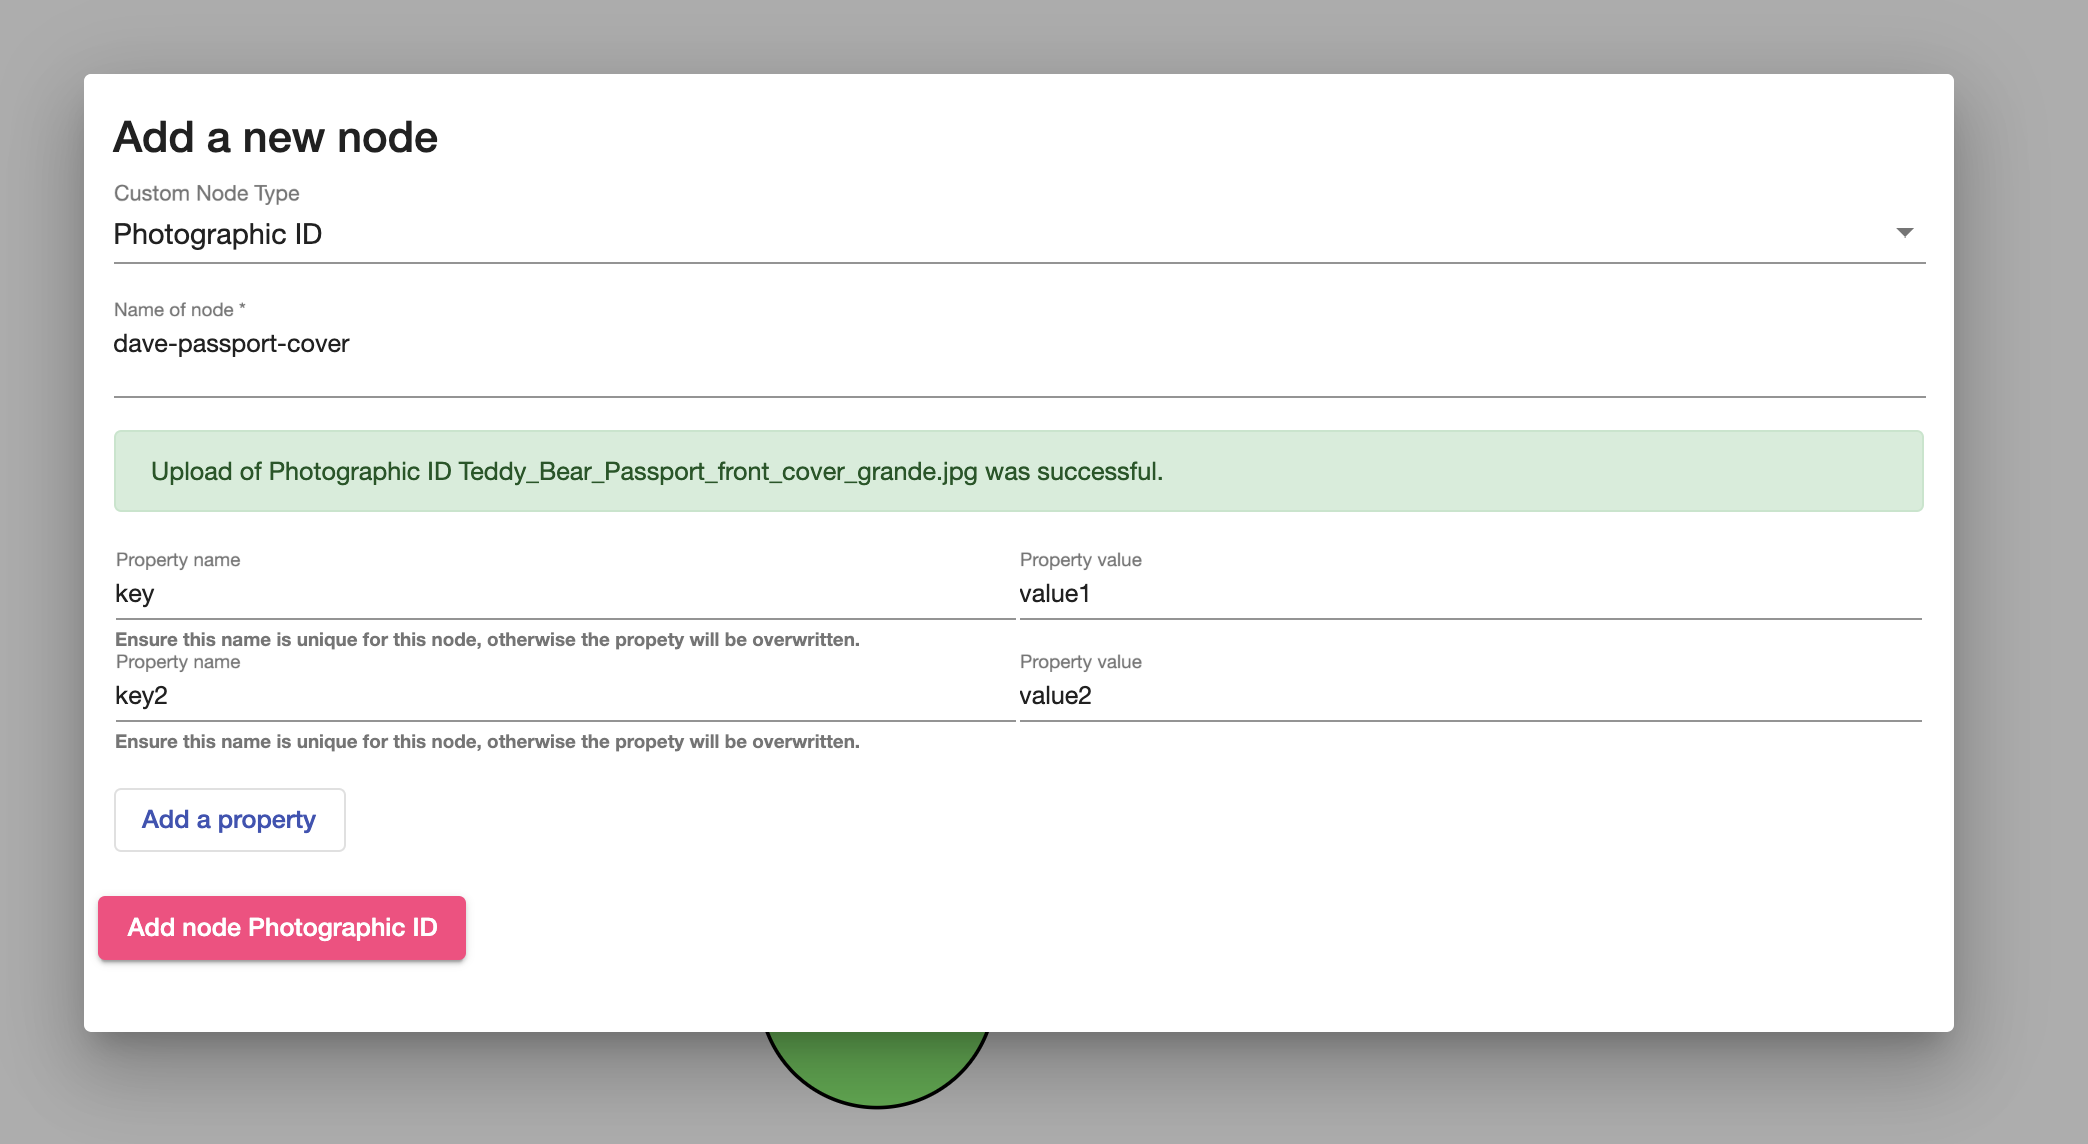 Add a new node
Custom Node Type
Photographic ID
Name of node *
dave-passport-cover
Upload of Photographic ID Teddy_Bear_Passport_front_cover_grande.jpg was successful.
Property name Property value
key value1
Ensure this name is unique for this node, otherwise the propety will be overwritten.
Property name Property value
key2 value2
Ensure this name is unique for this node, otherwise the propety will be overwritten.
Add a property
Add node Photographic ID